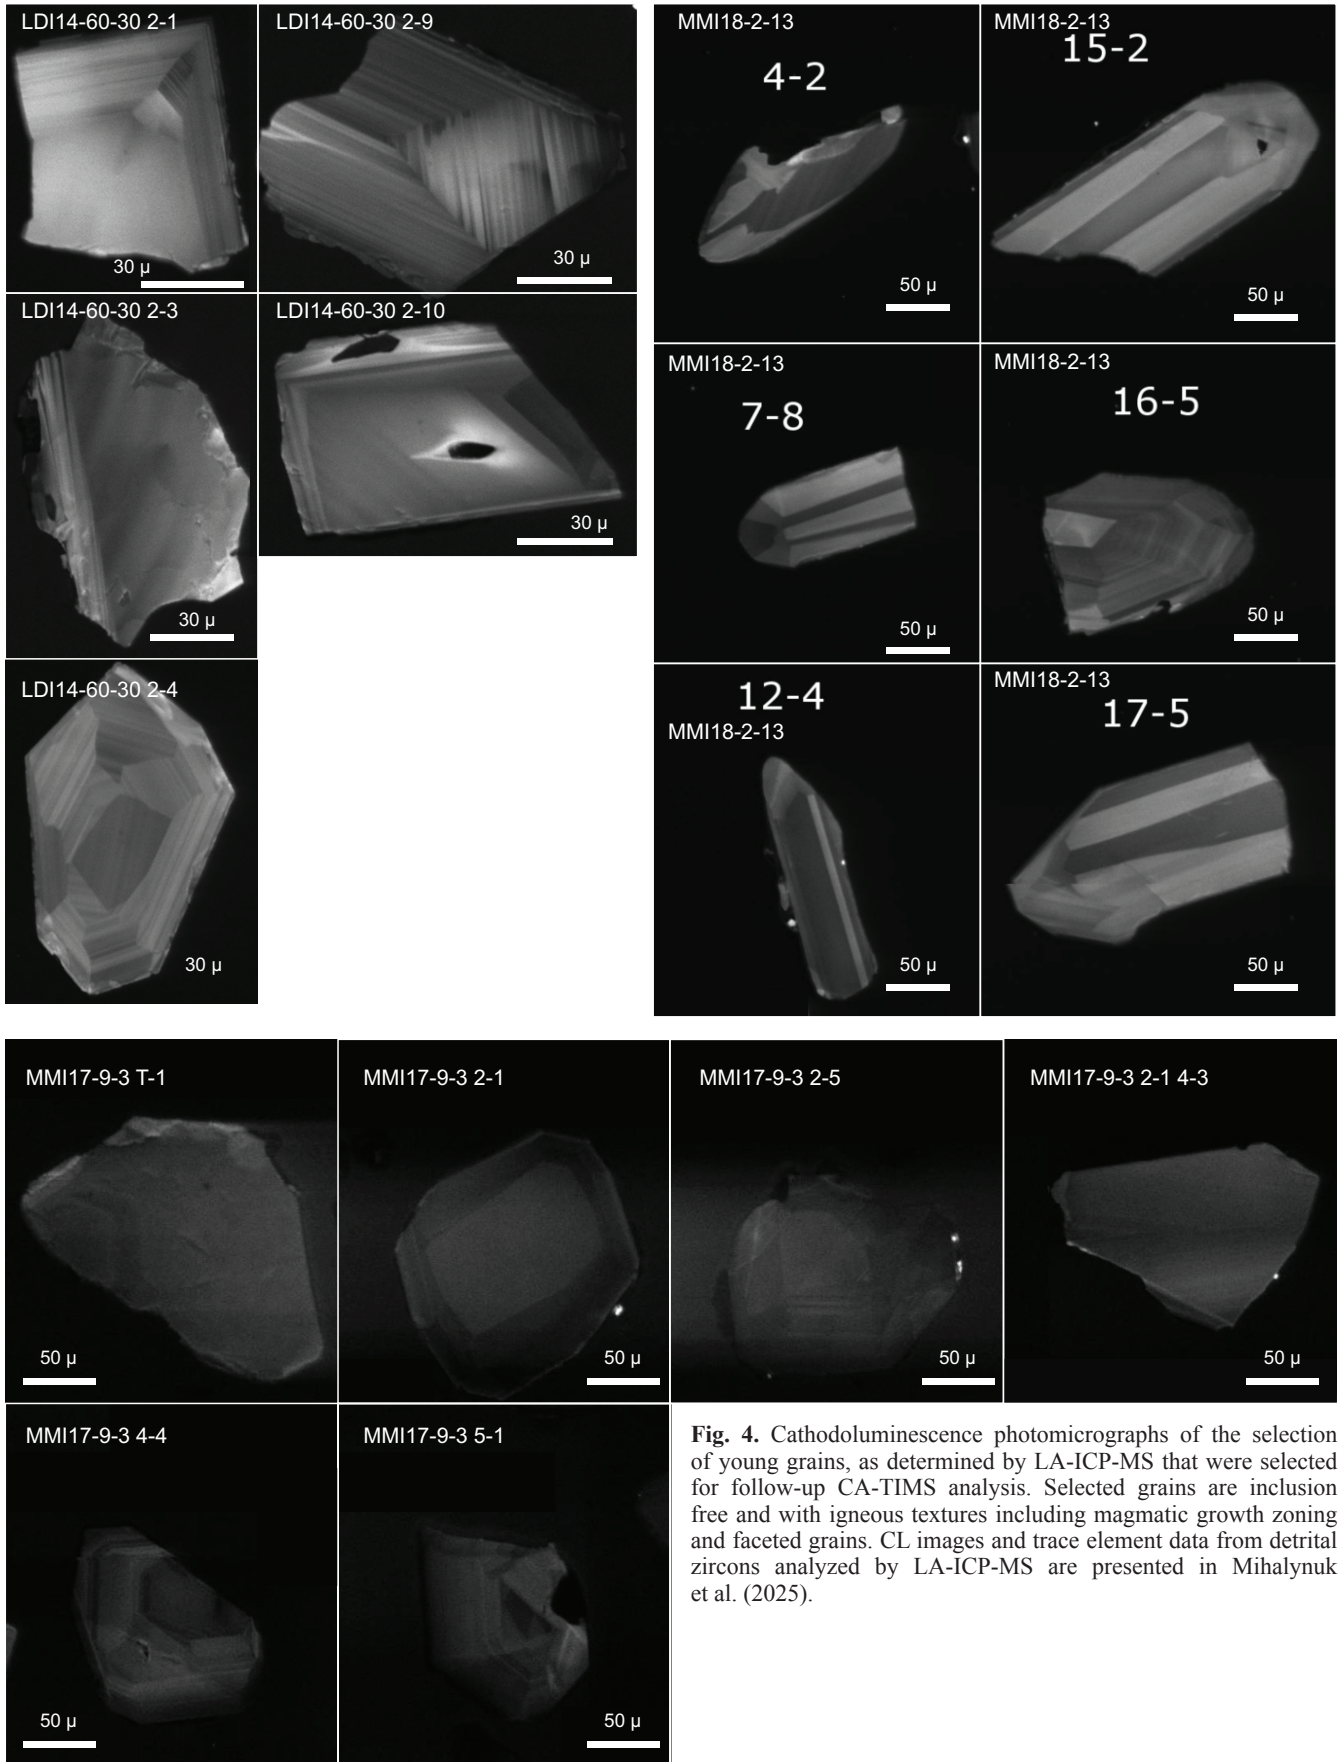 LDI14-60-30 2-1
30 µ
LDI14-60-30 2-9
30 µ
LDI14-60-30 2-3
30 µ
LDI14-60-30 2-10
30 µ
LDI14-60-30 2-4
30 µ
MMI18-2-13
4-2
50 µ
MMI18-2-13
15-2
50 µ
MMI18-2-13
7-8
50 µ
MMI18-2-13
16-5
50 µ
12-4
MMI18-2-13
50 µ
MMI18-2-13
17-5
50 µ
MMI17-9-3 T-1
50 µ
MMI17-9-3 2-1
50 µ
MMI17-9-3 2-5
50 µ
MMI17-9-3 2-1 4-3
50 µ
MMI17-9-3 4-4
50 µ
MMI17-9-3 5-1
50 µ
Fig. 4. Cathodoluminescence photomicrographs of the selection
of young grains, as determined by LA-ICP-MS that were selected
for follow-up CA-TIMS analysis. Selected grains are inclusion
free and with igneous textures including magmatic growth zoning
and faceted grains. CL images and trace element data from detrital
zircons analyzed by LA-ICP-MS are presented in Mihalynuk
et al. (2025).